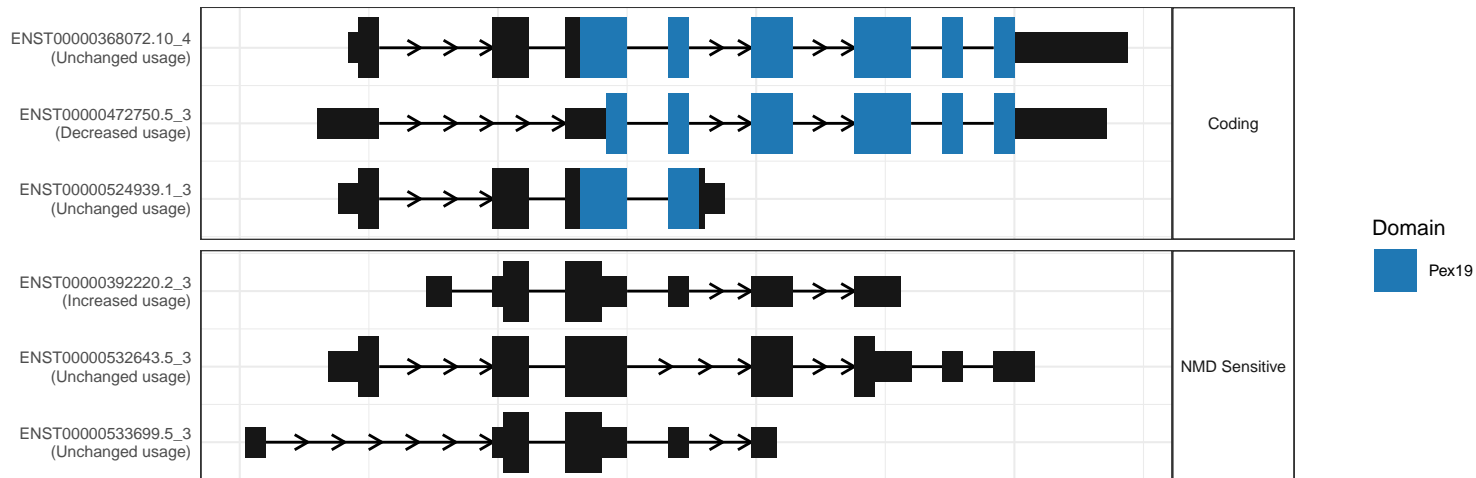 ENST00000368072.10_4
(Unchanged usage)
ENST00000472750.5_3
(Decreased usage)
Coding
ENST00000524939.1_3
(Unchanged usage)
Domain
Pex19
ENST00000392220.2_3
(Increased usage)
ENST00000532643.5_3
(Unchanged usage)
NMD Sensitive
ENST00000533699.5_3
(Unchanged usage)